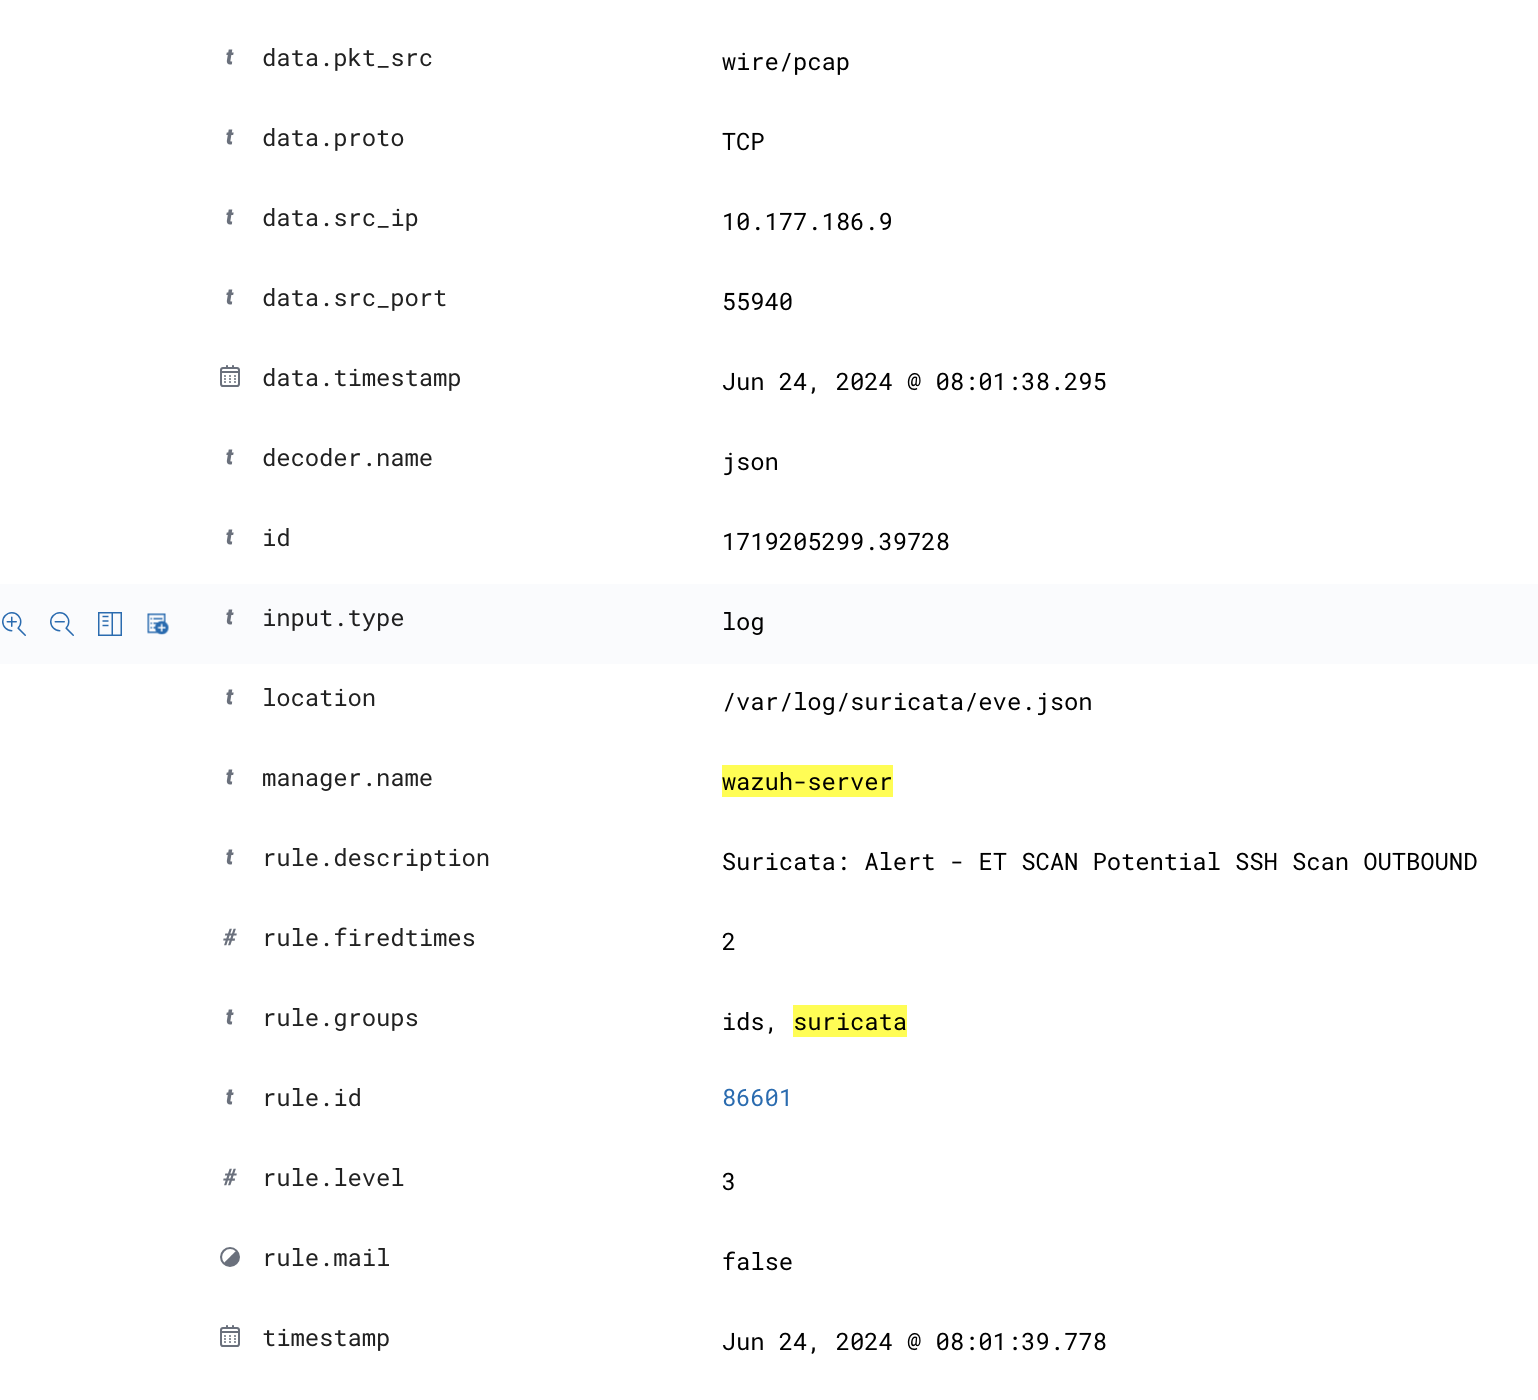 t data.pkt_src wire/pcap
t data.proto TCP
t data.src_ip 10.177.186.9
t data.src_port 55940
data.timestamp Jun 24, 2024 @ 08:01:38.295
t decoder.name json
t id 1719205299.39728
t input.type log
t location /var/log/suricata/eve.json
t manager.name wazuh-server
t rule.description Suricata: Alert - ET SCAN Potential SSH Scan OUTBOUND
# rule.firedtimes 2
t rule.groups ids, suricata
t rule.id 86601
# rule.level 3
rule.mail false
timestamp Jun 24, 2024 @ 08:01:39.778